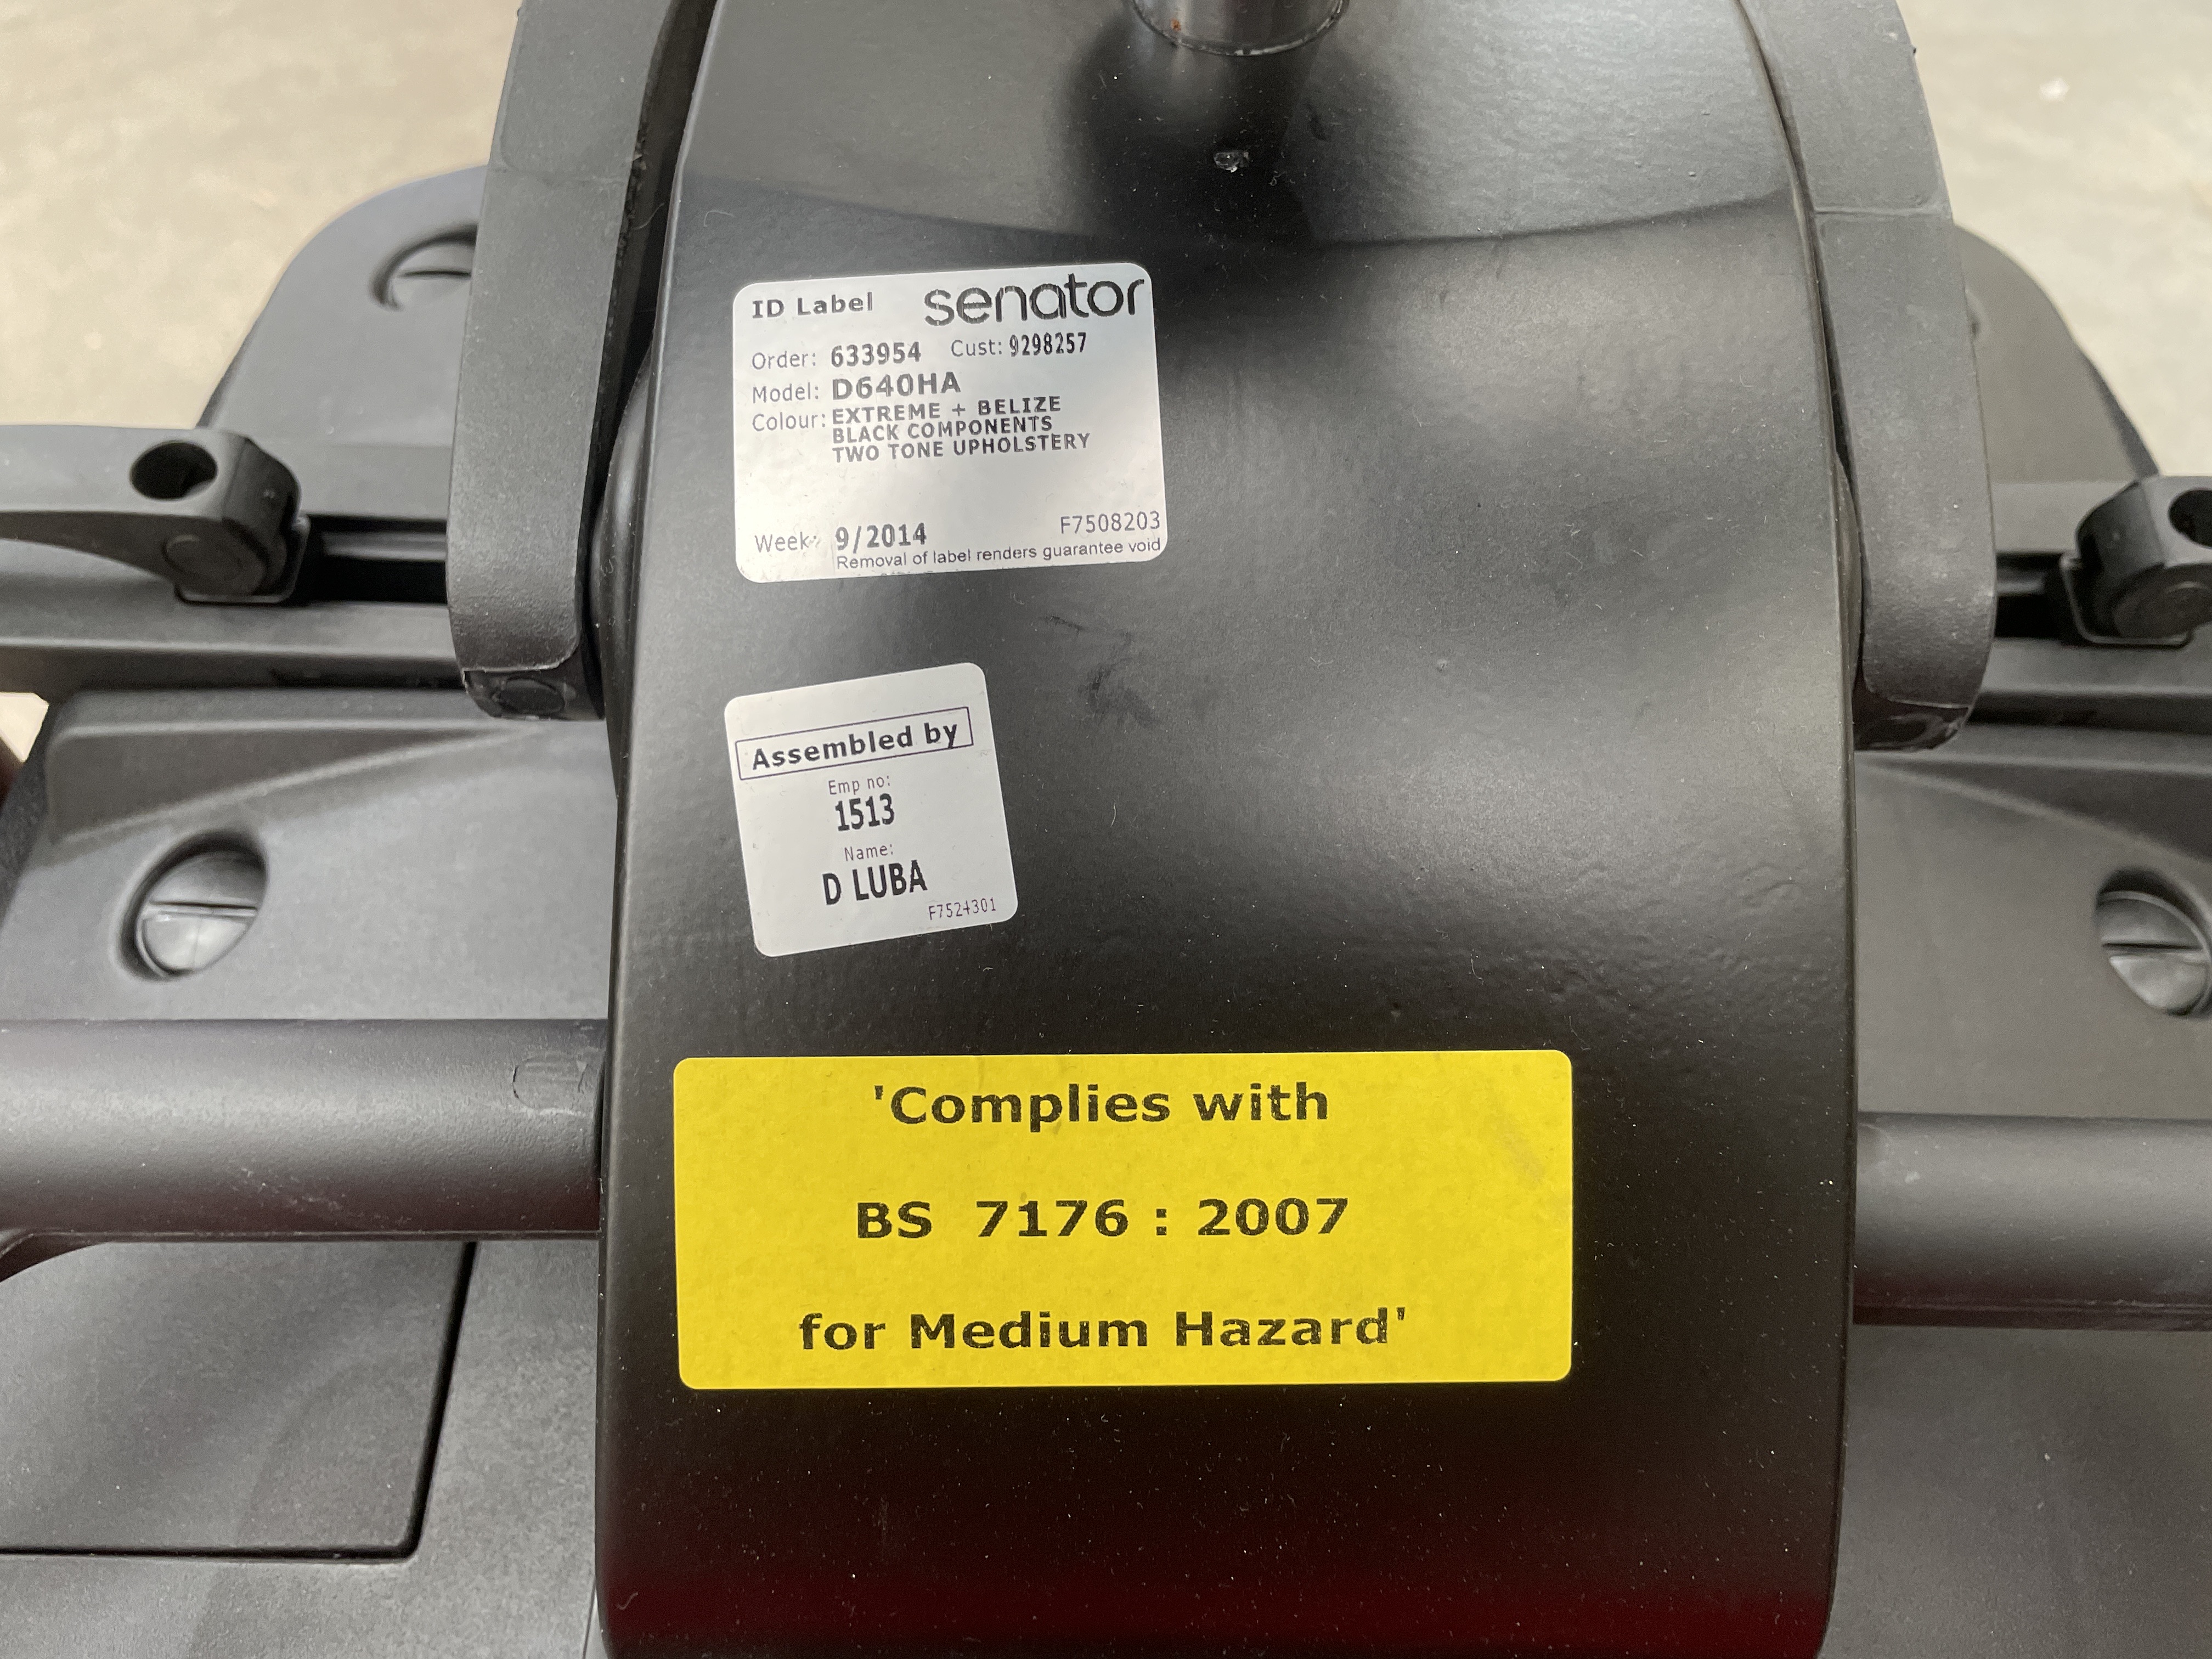 ID Label senator
Order: 633954 Cust: 9298257
Model: D640HA
Colour: EXTREME + BELIZE
BLACK COMPONENTS
TWO TONE UPHOLSTERY
Week: 9/2014 F7508203
Removal of label renders guarantee void
Assembled by
Emp no:
1513
Name:
D LUBA
F7524301
'Complies with
BS 7176 : 2007
for Medium Hazard'